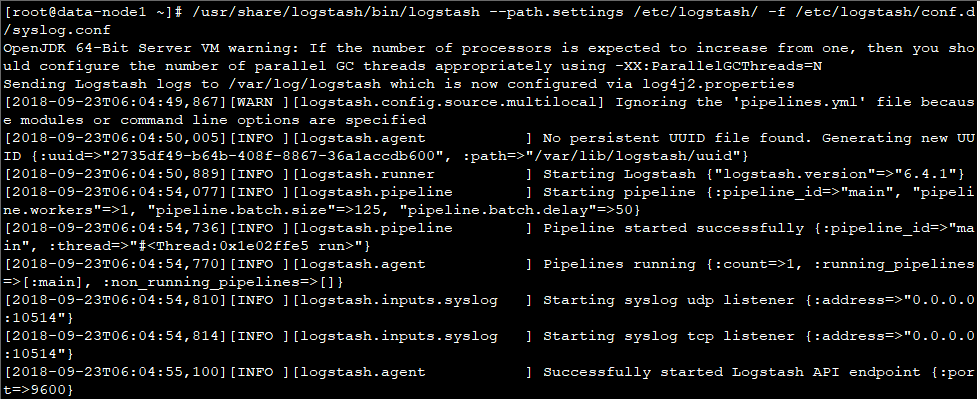 [root@data-node1 ~]# /usr/share/logstash/bin/logstash --path.settings /etc/logstash/ -f /etc/logstash/conf.d
/syslog.conf
OpenJDK 64-Bit Server VM warning: If the number of processors is expected to increase from one, then you sho
uld configure the number of parallel GC threads appropriately using -XX:ParallelGCThreads=N
Sending Logstash logs to /var/log/logstash which is now configured via log4j2.properties
[2018-09-23T06:04:49,867][WARN ][logstash.config.source.multilocal] Ignoring the 'pipelines.yml' file becaus
e modules or command line options are specified
[2018-09-23T06:04:50,005][INFO ][logstash.agent           ] No persistent UUID file found. Generating new UU
ID {:uuid=>"2735df49-b64b-408f-8867-36a1accdb600", :path=>"/var/lib/logstash/uuid"}
[2018-09-23T06:04:50,889][INFO ][logstash.runner          ] Starting Logstash {"logstash.version"=>"6.4.1"}
[2018-09-23T06:04:54,077][INFO ][logstash.pipeline        ] Starting pipeline {:pipeline_id=>"main", "pipeli
ne.workers"=>1, "pipeline.batch.size"=>125, "pipeline.batch.delay"=>50}
[2018-09-23T06:04:54,736][INFO ][logstash.pipeline        ] Pipeline started successfully {:pipeline_id=>"ma
in", :thread=>"#<Thread:0x1e02ffe5 run>"}
[2018-09-23T06:04:54,770][INFO ][logstash.agent           ] Pipelines running {:count=>1, :running_pipelines
=>[:main], :non_running_pipelines=>[]}
[2018-09-23T06:04:54,810][INFO ][logstash.inputs.syslog   ] Starting syslog udp listener {:address=>"0.0.0.0
:10514"}
[2018-09-23T06:04:54,814][INFO ][logstash.inputs.syslog   ] Starting syslog tcp listener {:address=>"0.0.0.0
:10514"}
[2018-09-23T06:04:55,100][INFO ][logstash.agent           ] Successfully started Logstash API endpoint {:por
t=>9600}